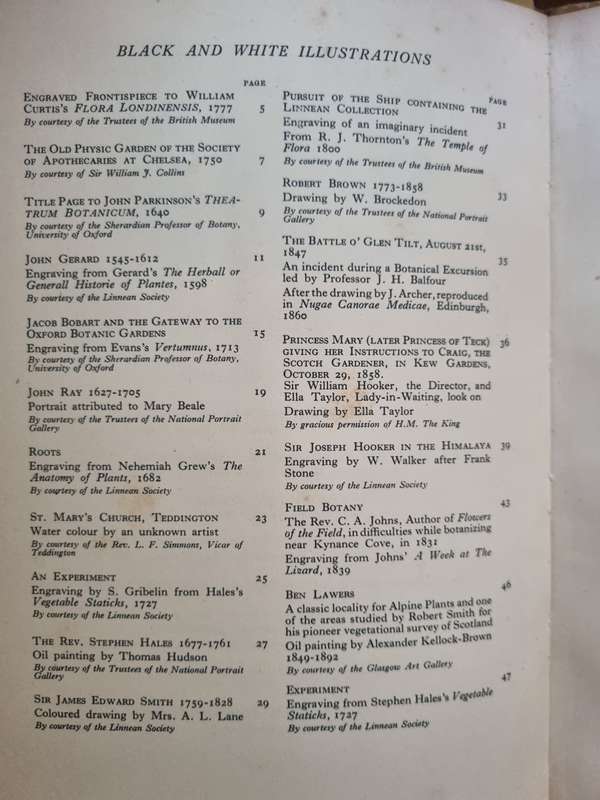 BLACK AND WHITE ILLUSTRATIONS
PAGE
ENGRAVED FRONTISPIECE TO WILLIAM
CURTIS'S FLORA LONDINENSIS, 1777 5
By courtesy of the Trustees of the British Museum
THE OLD PHYSIC GARDEN OF THE SOCIETY
OF APOTHECARIES AT CHELSEA, 1750 7
By courtesy of Sir William J. Collins
TITLE PAGE TO JOHN PARKINSON'S THEA-
TRUM BOTANICUM, 1640 9
By courtesy of the Sherardian Professor of Botany,
University of Oxford
JOHN GERARD 1545-1612 11
Engraving from Gerard's The Herball or
Generall Historie of Plantes, 1598
By courtesy of the Linnean Society
JACOB BOBART AND THE GATEWAY TO THE
OXFORD BOTANIC GARDENS 15
Engraving from Evans's Vertumnus, 1713
By courtesy of the Sherardian Professor of Botany,
University of Oxford
JOHN RAY 1627-1705 19
Portrait attributed to Mary Beale
By courtesy of the Trustees of the National Portrait
Gallery
ROOTS 21
Engraving from Nehemiah Grew's The
Anatomy of Plants, 1682
By courtesy of the Linnean Society
ST. MARY'S CHURCH, TEDDINGTON 23
Water colour by an unknown artist
By courtesy of the Rev. L. F. Simmons, Vicar of
Teddington
AN EXPERIMENT 25
Engraving by S. Gribelin from Hales's
Vegetable Staticks, 1727
By courtesy of the Linnean Society
THE REV. STEPHEN HALES 1677-1761 27
Oil painting by Thomas Hudson
By courtesy of the Trustees of the National Portrait
Gallery
SIR JAMES EDWARD SMITH 1759-1828 29
Coloured drawing by Mrs. A. L. Lane
By courtesy of the Linnean Society
PAGE
PURSUIT OF THE SHIP CONTAINING THE
LINNEAN COLLECTION 31
Engraving of an imaginary incident
From R. J. Thornton's The Temple of
Flora 1800
By courtesy of the Trustees of the British Museum
ROBERT BROWN 1773-1858 33
Drawing by W. Brockedon
By courtesy of the Trustees of the National Portrait
Gallery
THE BATTLE O' GLEN TILT, AUGUST 21st,
1847 35
An incident during a Botanical Excursion
led by Professor J. H. Balfour
After the drawing by J. Archer, reproduced
in Nugae Canorae Medicae, Edinburgh,
1860
PRINCESS MARY (LATER PRINCESS OF TECK) 36
GIVING HER INSTRUCTIONS TO CRAIG, THE
SCOTCH GARDENER, IN KEW GARDENS,
OCTOBER 29, 1858.
Sir William Hooker, the Director, and
Ella Taylor, Lady-in-Waiting, look on
Drawing by Ella Taylor
By gracious permission of H.M. The King
SIR JOSEPH HOOKER IN THE HIMALAYA 39
Engraving by W. Walker after Frank
Stone
By courtesy of the Linnean Society
FIELD BOTANY 43
The Rev. C. A. Johns, Author of Flowers
of the Field, in difficulties while botanizing
near Kynance Cove, in 1831
Engraving from Johns' A Week at The
Lizard, 1839
BEN LAWERS 46
A classic locality for Alpine Plants and one
of the areas studied by Robert Smith for
his pioneer vegetational survey of Scotland
Oil painting by Alexander Kellock-Brown
1849-1892
By courtesy of the Glasgow Art Gallery
EXPERIMENT 47
Engraving from Stephen Hales's Vegetable
Staticks, 1727
By courtesy of the Linnean Society